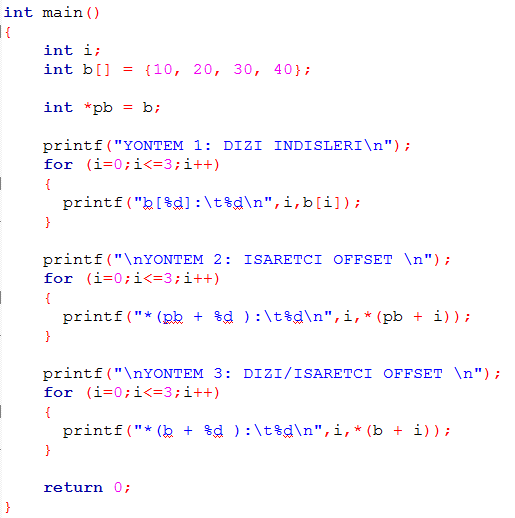 int main()
{
    int i;
    int b[] = {10, 20, 30, 40};

    int *pb = b;

    printf("YONTEM 1: DIZI INDISLERI\n");
    for (i=0;i<=3;i++)
    {
      printf("b[%d]:\t%d\n",i,b[i]);
    }

    printf("\nYONTEM 2: ISARETCI OFFSET \n");
    for (i=0;i<=3;i++)
    {
      printf("*(pb + %d ):\t%d\n",i,*(pb + i));
    }

    printf("\nYONTEM 3: DIZI/ISARETCI OFFSET \n");
    for (i=0;i<=3;i++)
    {
      printf("*(b + %d ):\t%d\n",i,*(b + i));
    }

    return 0;
}